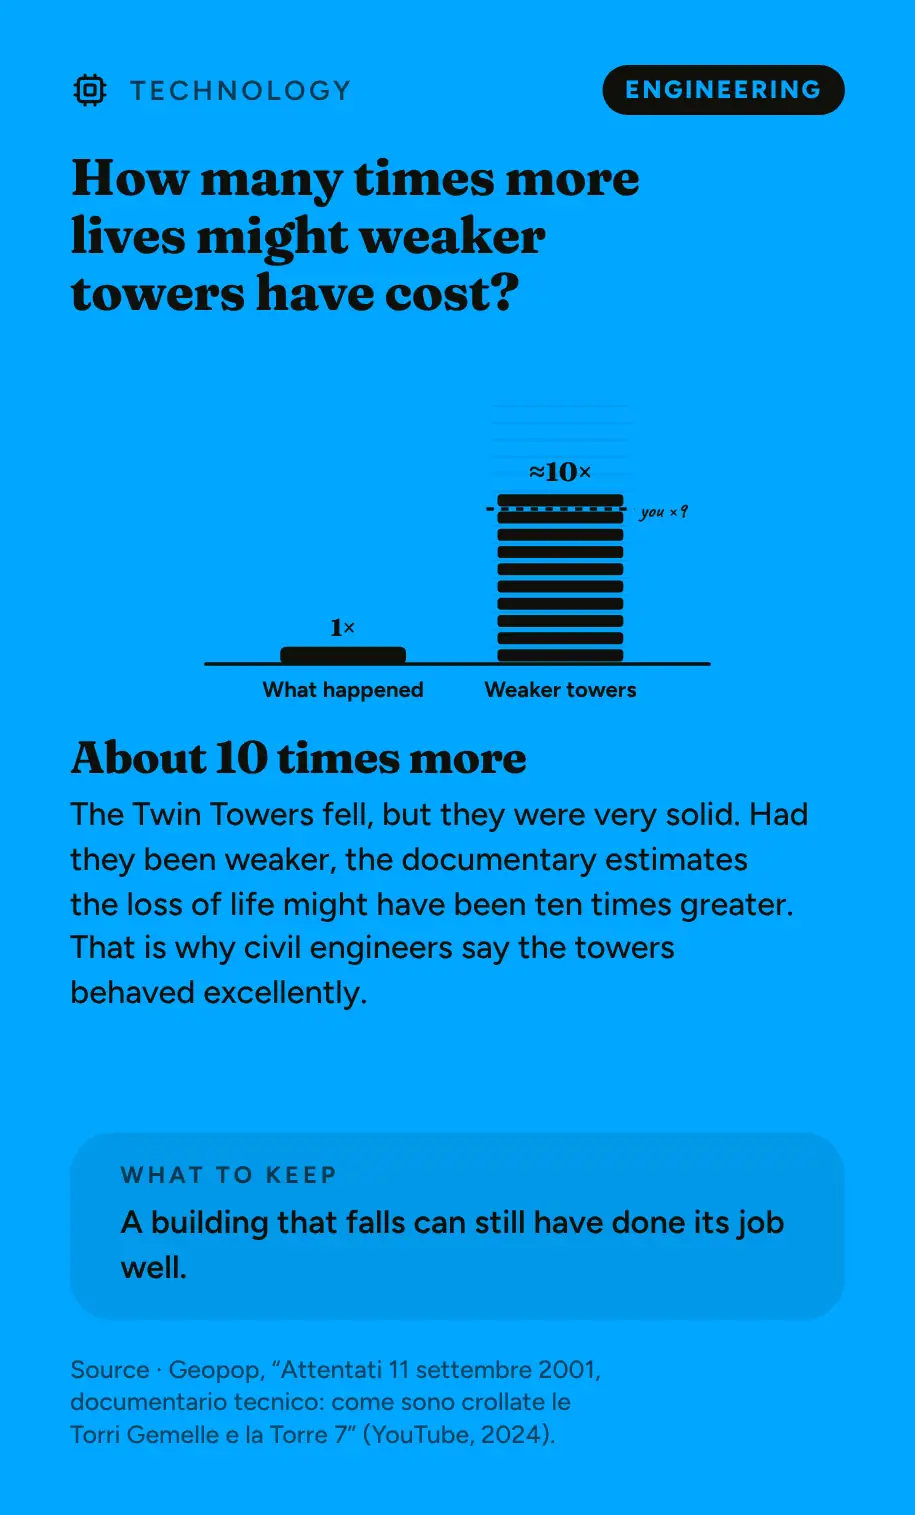 TECHNOLOGY
ENGINEERING
How many times more
lives might weaker
towers have cost?
≈10×
you ×9
1×
What happened
Weaker towers
About 10 times more
The Twin Towers fell, but they were very solid. Had
they been weaker, the documentary estimates
the loss of life might have been ten times greater.
That is why civil engineers say the towers
behaved excellently.
WHAT TO KEEP
A building that falls can still have done its job
well.
Source · Geopop, “Attentati 11 settembre 2001,
documentario tecnico: come sono crollate le
Torri Gemelle e la Torre 7” (YouTube, 2024).